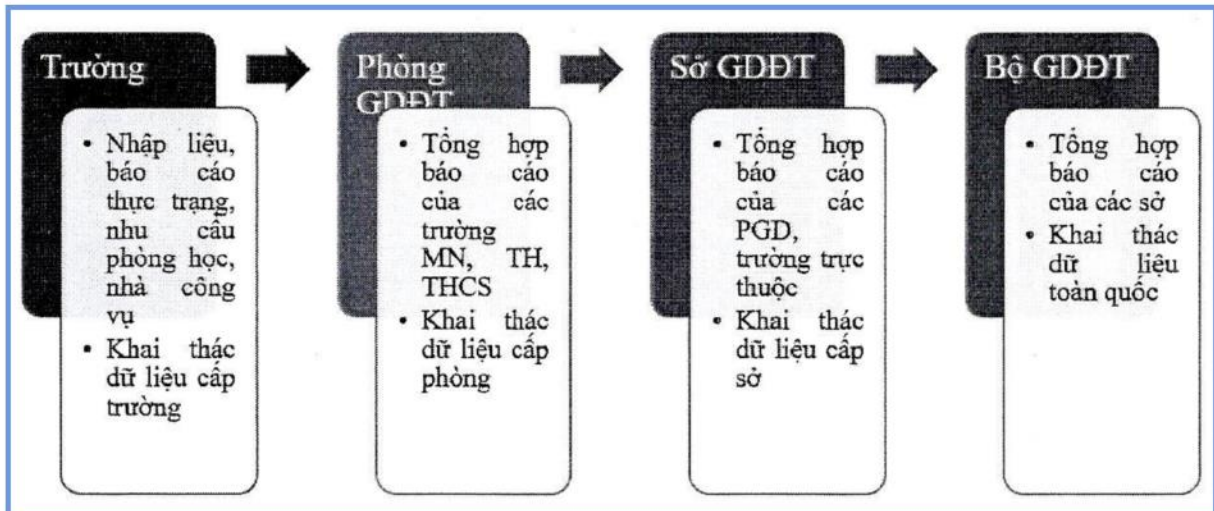 Trường
• Nhập liệu,
báo cáo
thực trạng,
nhu cầu
phòng học,
nhà công
vụ
• Khai thác
dữ liệu cấp
trường
Phòng
GDĐT
• Tổng hợp
báo cáo
của các
trường
MN, TH,
THCS
• Khai thác
dữ liệu cấp
phòng
Sở GDĐT
• Tổng hợp
báo cáo
của các
PGD,
trường trực
thuộc
• Khai thác
dữ liệu cấp
sở
Bộ GDĐT
• Tổng hợp
báo cáo
của các sở
• Khai thác
dữ liệu
toàn quốc